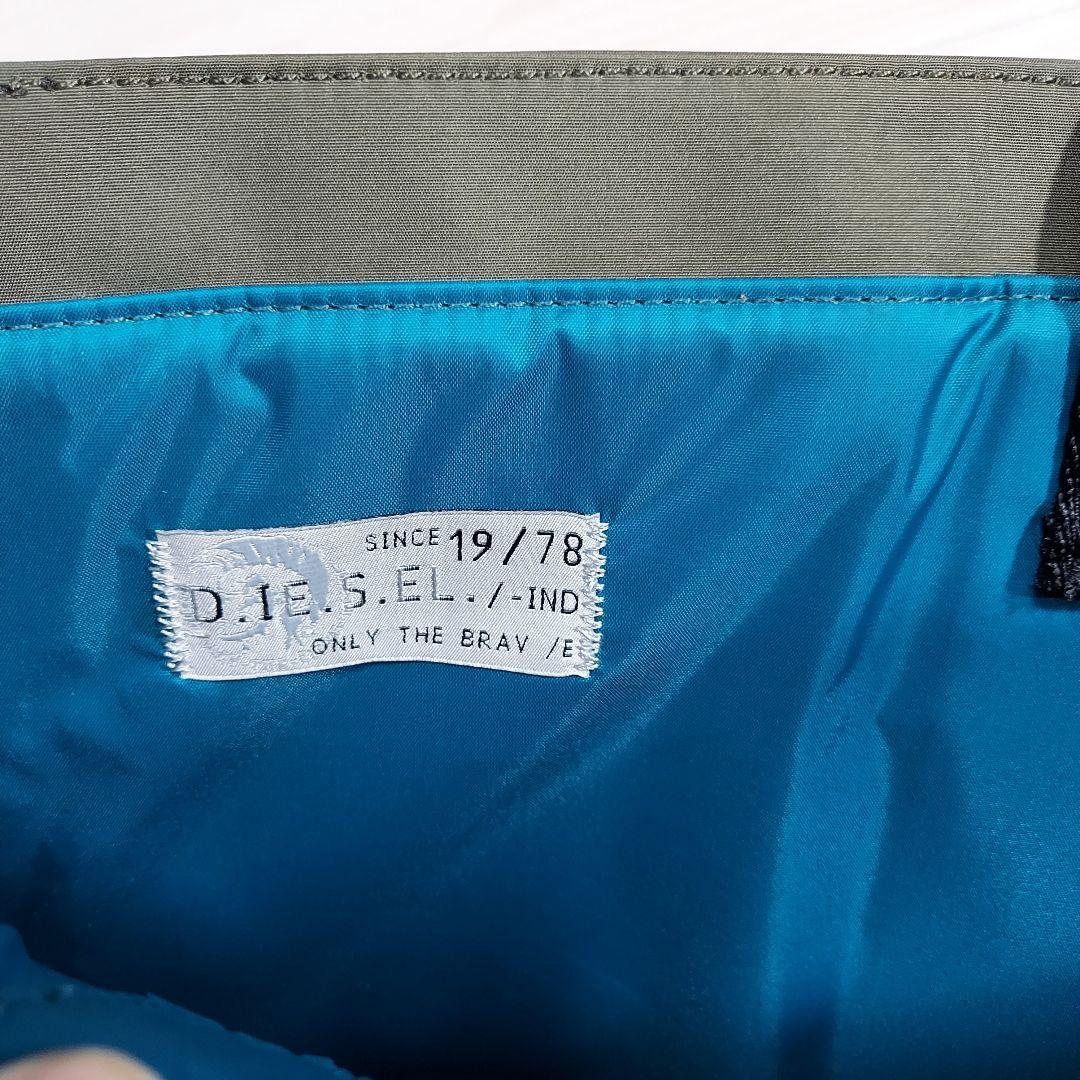 SINCE 19/78
D.IE.S.EL./-IND
ONLY THE BRAV /E